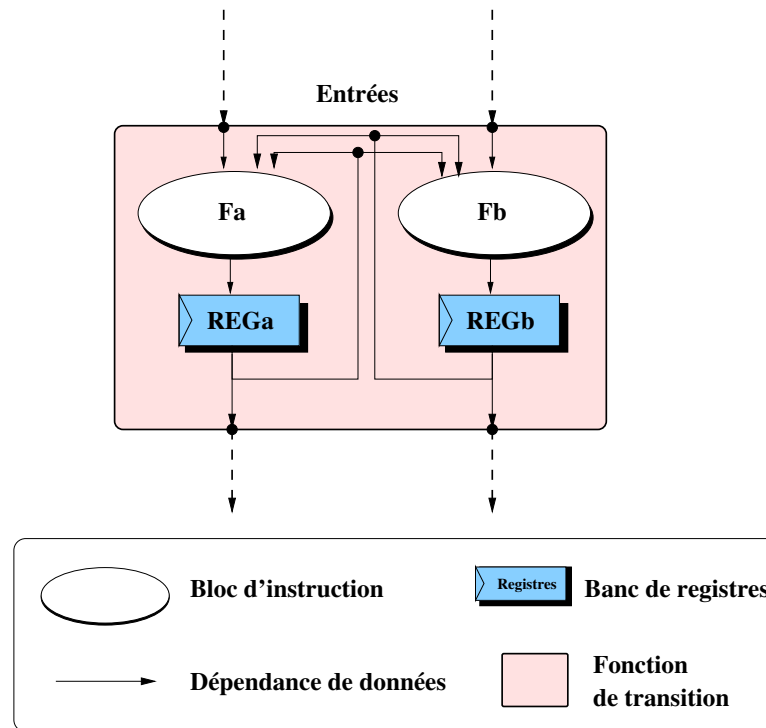 Entrées
Fa
Fb
REGa
REGb
Bloc d'instruction
Registres
Banc de registres
Dépendance de données
Fonction
de transition